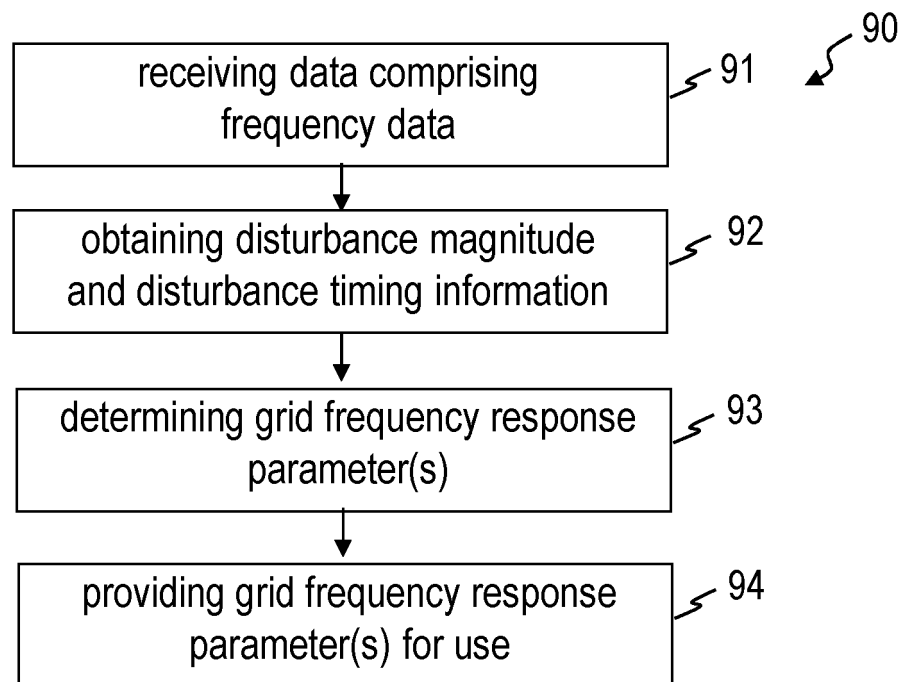 90
receiving data comprising
frequency data
91
obtaining disturbance magnitude
and disturbance timing information
92
determining grid frequency response
parameter(s)
93
providing grid frequency response
parameter(s) for use
94